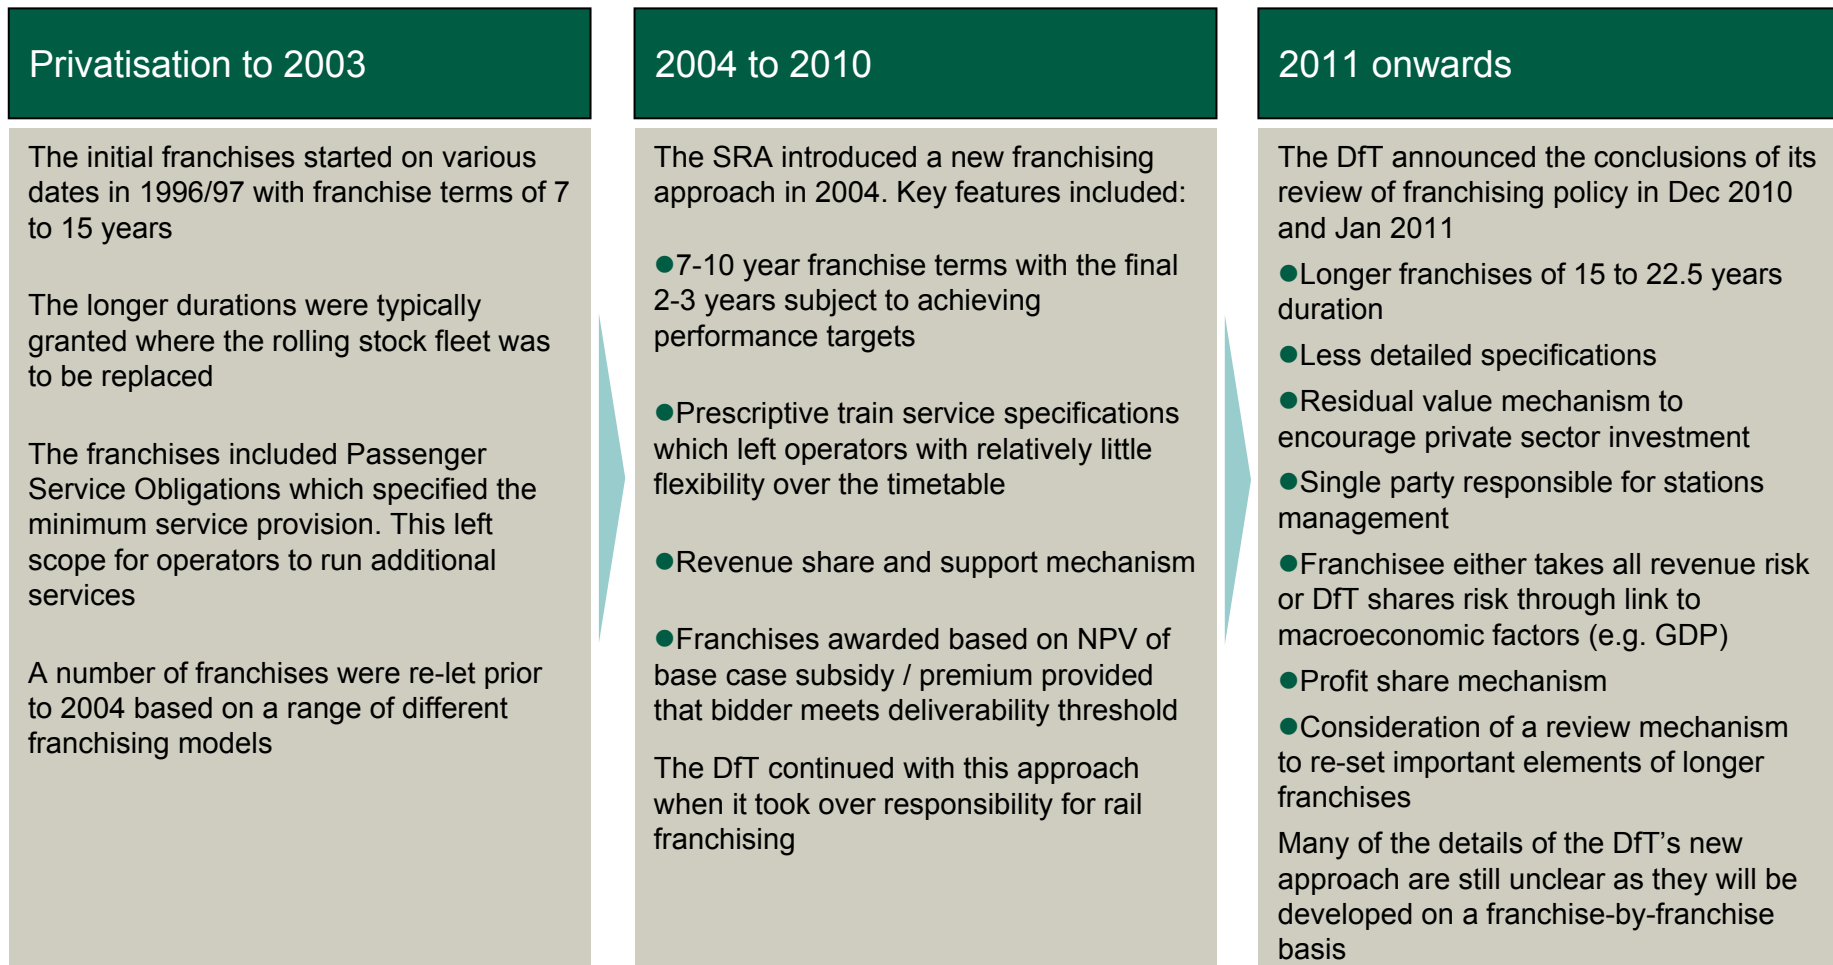 Privatisation to 2003
The initial franchises started on various
dates in 1996/97 with franchise terms of 7
to 15 years
The longer durations were typically
granted where the rolling stock fleet was
to be replaced
The franchises included Passenger
Service Obligations which specified the
minimum service provision. This left
scope for operators to run additional
services
A number of franchises were re-let prior
to 2004 based on a range of different
franchising models
2004 to 2010
The SRA introduced a new franchising
approach in 2004. Key features included:
●7-10 year franchise terms with the final
2-3 years subject to achieving
performance targets
●Prescriptive train service specifications
which left operators with relatively little
flexibility over the timetable
●Revenue share and support mechanism
●Franchises awarded based on NPV of
base case subsidy / premium provided
that bidder meets deliverability threshold
The DfT continued with this approach
when it took over responsibility for rail
franchising
2011 onwards
The DfT announced the conclusions of its
review of franchising policy in Dec 2010
and Jan 2011
●Longer franchises of 15 to 22.5 years
duration
●Less detailed specifications
●Residual value mechanism to
encourage private sector investment
●Single party responsible for stations
management
●Franchisee either takes all revenue risk
or DfT shares risk through link to
macroeconomic factors (e.g. GDP)
●Profit share mechanism
●Consideration of a review mechanism
to re-set important elements of longer
franchises
Many of the details of the DfT’s new
approach are still unclear as they will be
developed on a franchise-by-franchise
basis